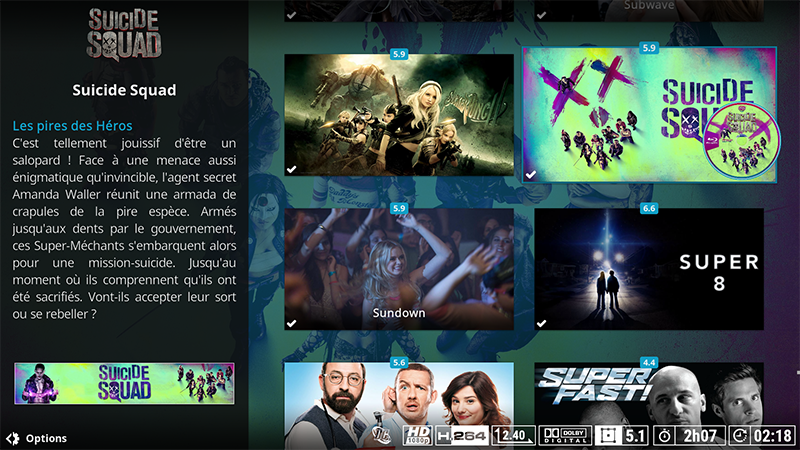 SUICIDE
SQUAD
Suicide Squad
Les pires des Héros
C'est tellement jouissif d'être un
salopard ! Face à une menace aussi
énigmatique qu'invincible, l'agent secret
Amanda Waller réunit une armada de
crapules de la pire espèce. Armés
jusqu'aux dents par le gouvernement,
ces Super-Méchants s'embarquent alors
pour une mission-suicide. Jusqu'au
moment où ils comprennent qu'ils ont
été sacrifiés. Vont-ils accepter leur sort
ou se rebeller ?
SUICIDE
SQUAD
Options
Subwave
5.9
5.9
SUICIDE
SQUAD
SUICIDE
SQUAD
5.9
Sundown
6.6
SUPER
8
5.6
4.4
SUPER
FAST!
HD
1080p
H.264
2.40
DOLBY
DIGITAL
5.1
2h07
02:18